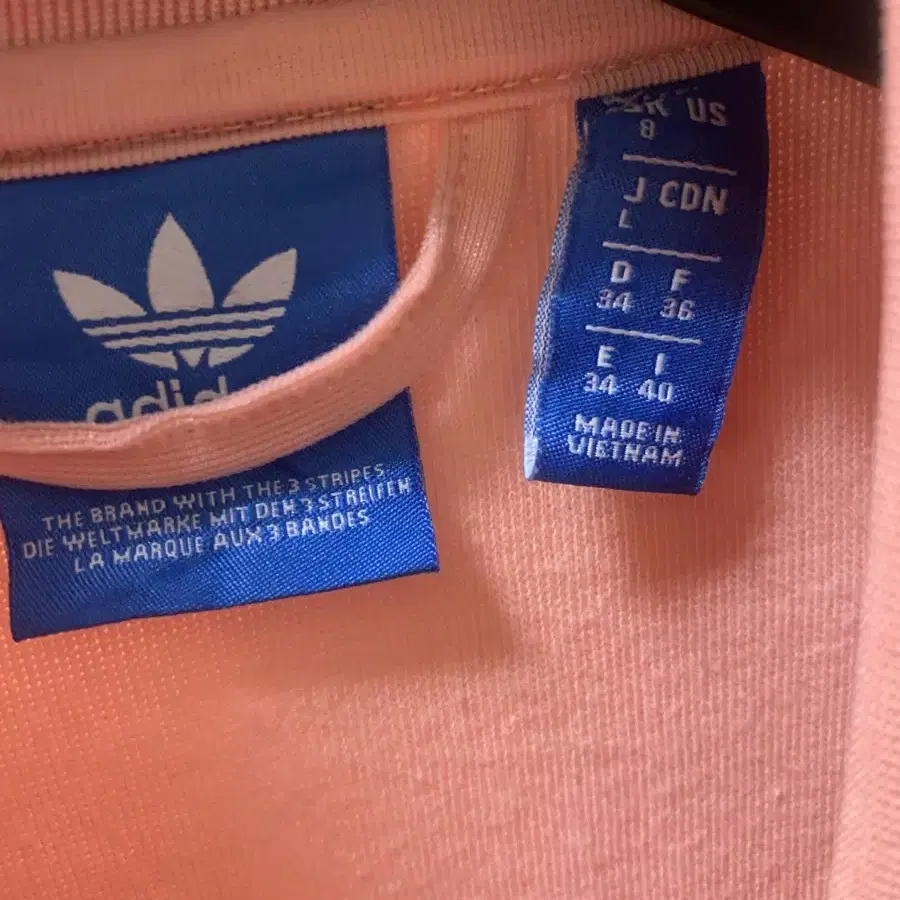 adid
THE BRAND WITH THE 3 STRIPES
DIE WELTMARKE MIT DEN 3 STREIFEN
LA MARQUE AUX 3 BANDES
US
8
J CDN
L
D F
34 36
E I
34 40
MADE IN
VIETNAM